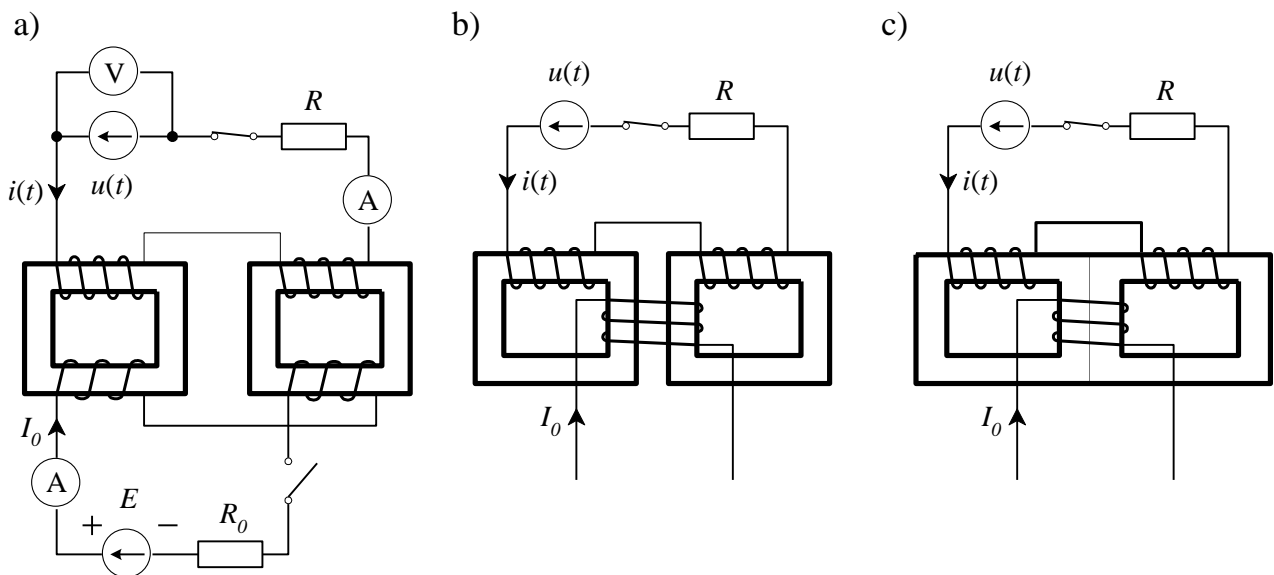 a)
V
R
i(t)
u(t)
A
I₀
A
E
+
−
R₀
b)
u(t)
R
i(t)
I₀
c)
u(t)
R
i(t)
I₀